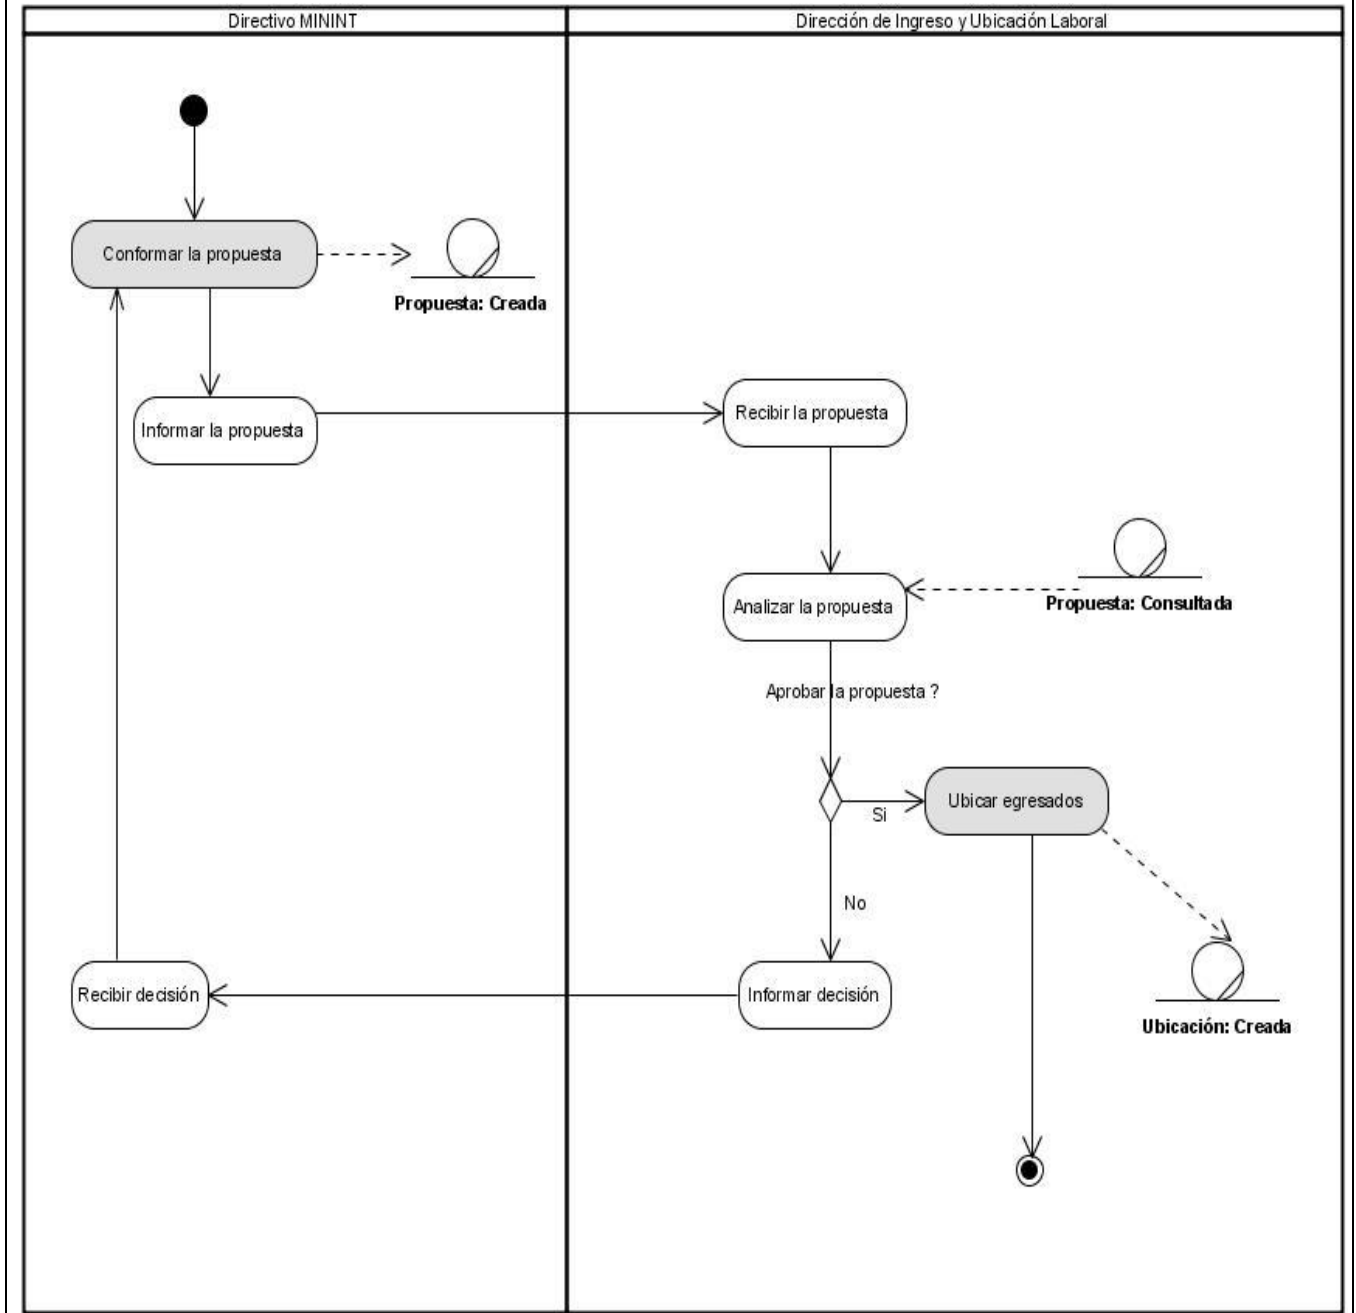 Directivo MININT
Dirección de Ingreso y Ubicación Laboral
Conformar la propuesta
Propuesta: Creada
Informar la propuesta
Recibir la propuesta
Analizar la propuesta
Propuesta: Consultada
Aprobar la propuesta ?
Ubicar egresados
Si
No
Recibir decisión
Informar decisión
Ubicación: Creada